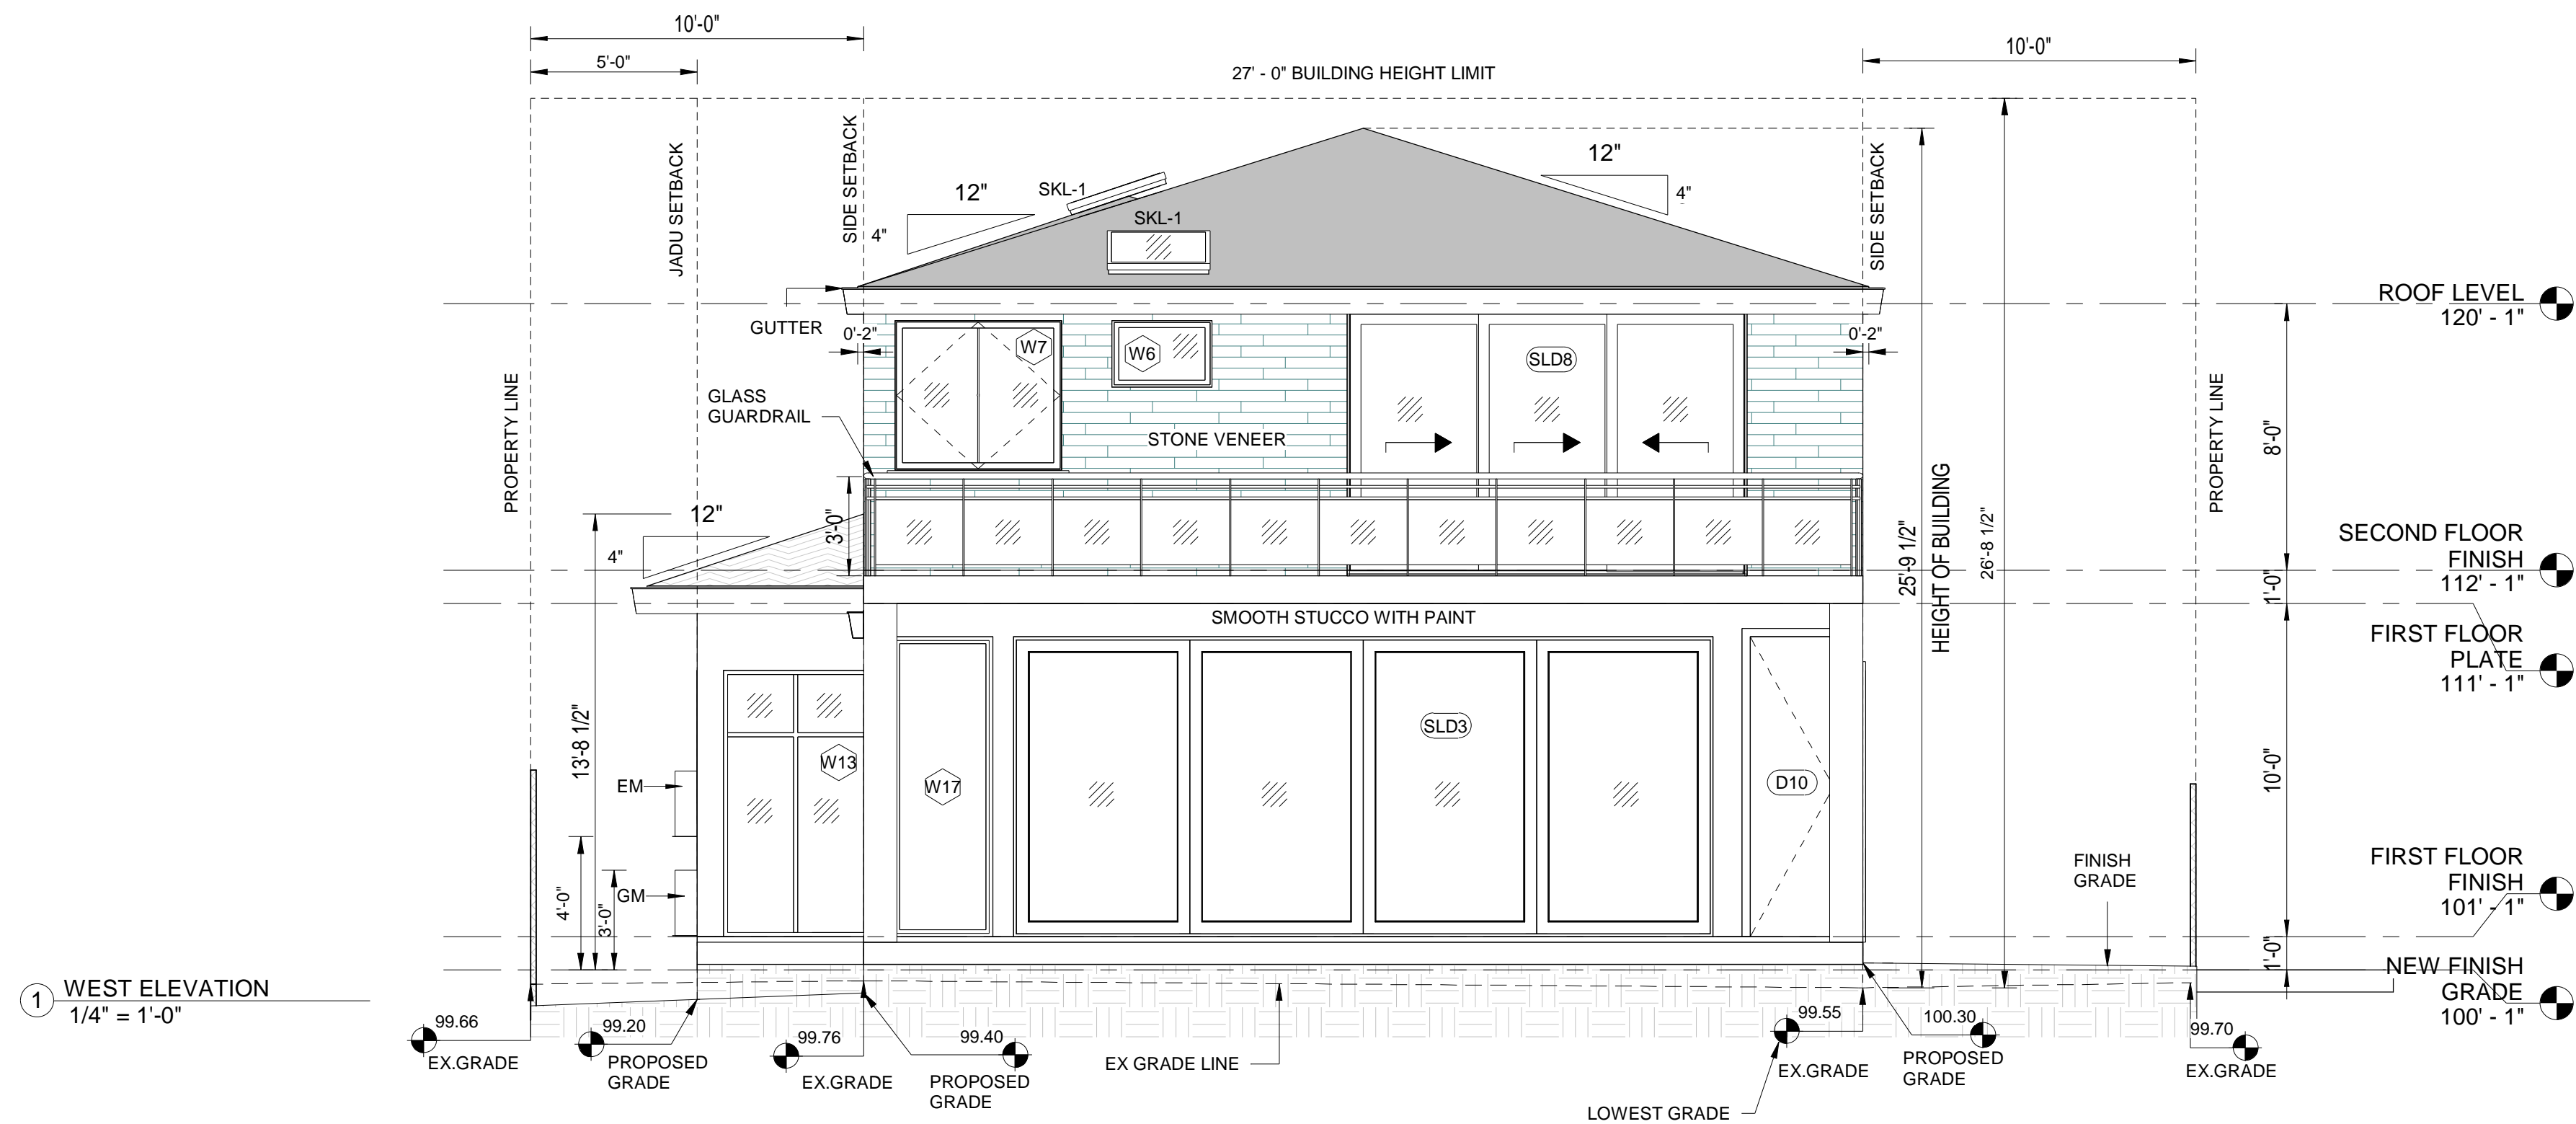 10'-0"
10'-0"
5'-0"
27' - 0" BUILDING HEIGHT LIMIT
JADU SETBACK
SIDE SETBACK
SIDE SETBACK
12"
4"
SKL-1
SKL-1
12"
4"
GUTTER
0'-2"
W7
W6
SLD8
0'-2"
ROOF LEVEL
120' - 1"
PROPERTY LINE
GLASS
GUARDRAIL
STONE VENEER
PROPERTY LINE
8'-0"
HEIGHT OF BUILDING
25'-9 1/2"
26'-8 1/2"
12"
4"
3'-0"
SECOND FLOOR
FINISH
112' - 1"
1'-0"
SMOOTH STUCCO WITH PAINT
FIRST FLOOR
PLATE
111' - 1"
13'-8 1/2"
SLD3
W13
W17
D10
10'-0"
EM
GM
4'-0"
3'-0"
FINISH
GRADE
FIRST FLOOR
FINISH
101' - 1"
1'-0"
NEW FINISH
GRADE
100' - 1"
1
WEST ELEVATION
1/4" = 1'-0"
99.66
EX.GRADE
99.20
PROPOSED
GRADE
99.76
EX.GRADE
99.40
PROPOSED
GRADE
EX GRADE LINE
99.55
EX.GRADE
LOWEST GRADE
100.30
PROPOSED
GRADE
99.70
EX.GRADE